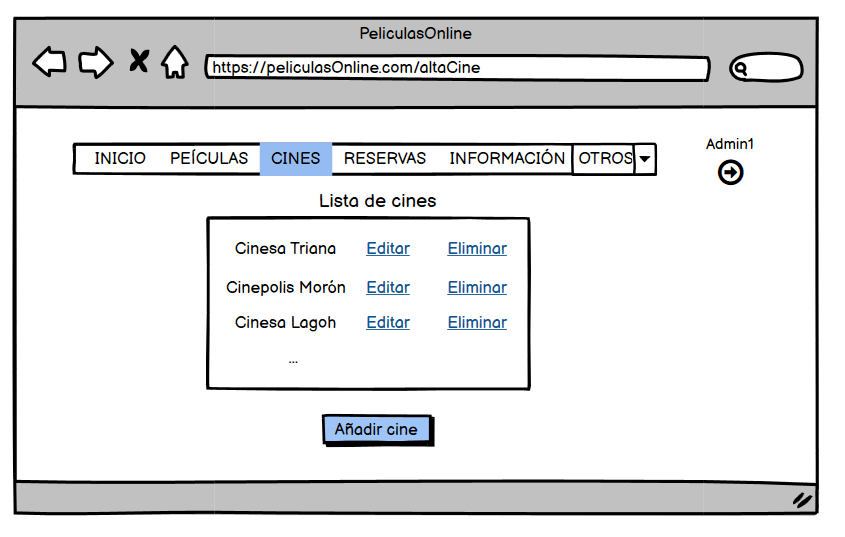 PeliculasOnline
https://peliculasOnline.com/altaCine
Admin1
INICIO PEÍCULAS CINES RESERVAS INFORMACIÓN OTROS
Lista de cines
Cinesa Triana Editar Eliminar
Cinepolis Morón Editar Eliminar
Cinesa Lagoh Editar Eliminar
...
Añadir cine